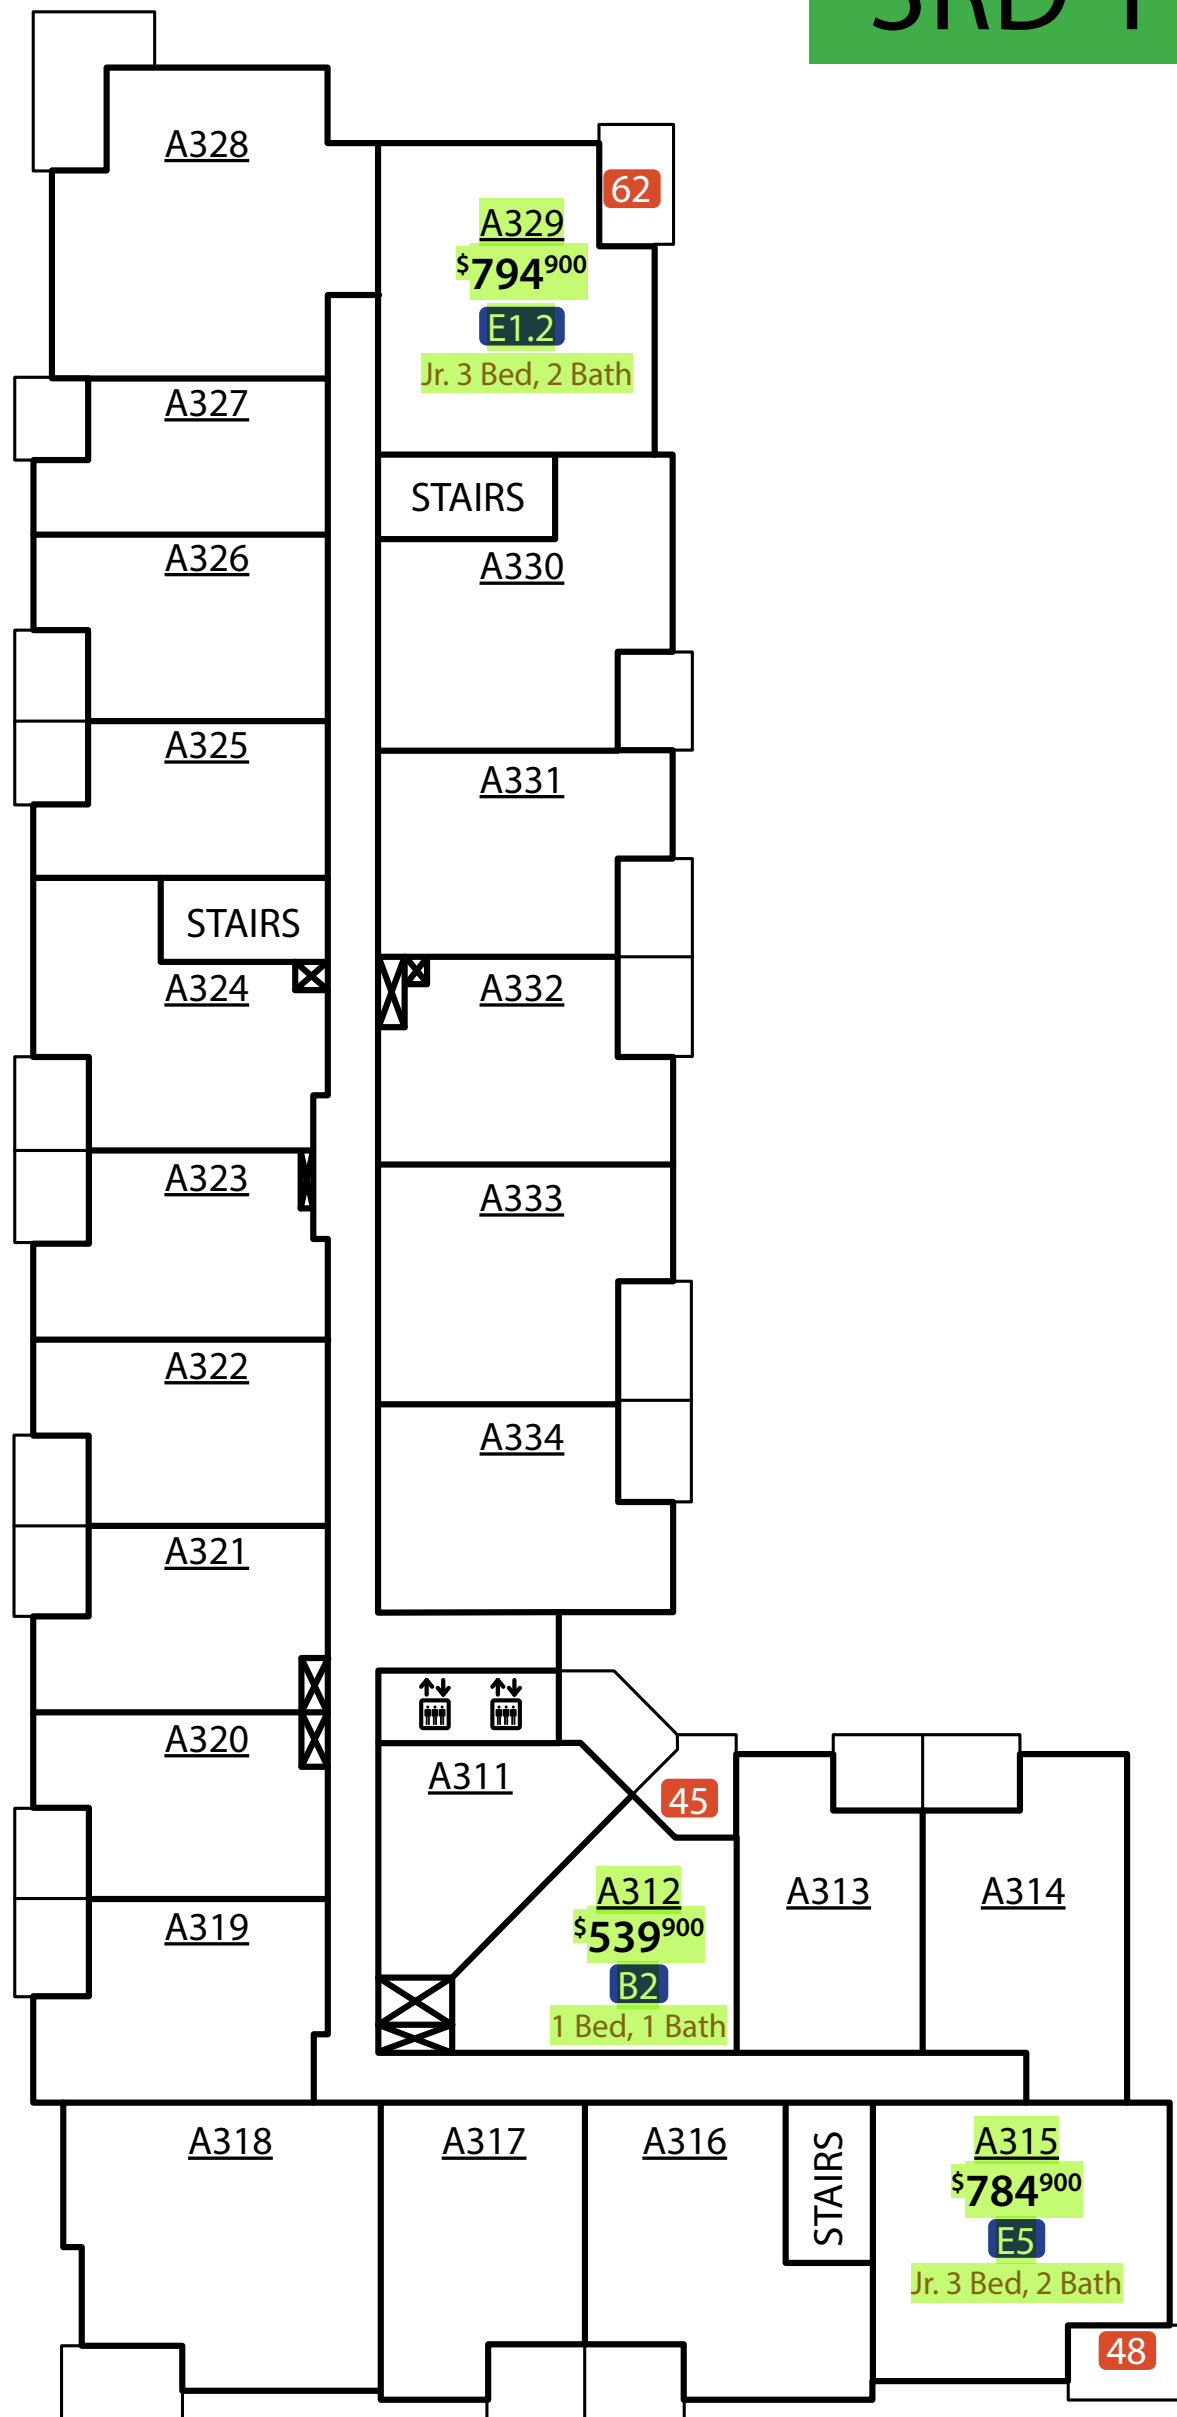 3RD
A328
62
A329
$794900
E1.2
Jr. 3 Bed, 2 Bath
A327
STAIRS
A326
A330
A325
A331
STAIRS
A324
A332
A323
A333
A322
A334
A321
A320
A311
45
A312
$539900
B2
1 Bed, 1 Bath
A313
A314
A319
A318
A317
A316
STAIRS
A315
$784900
E5
Jr. 3 Bed, 2 Bath
48